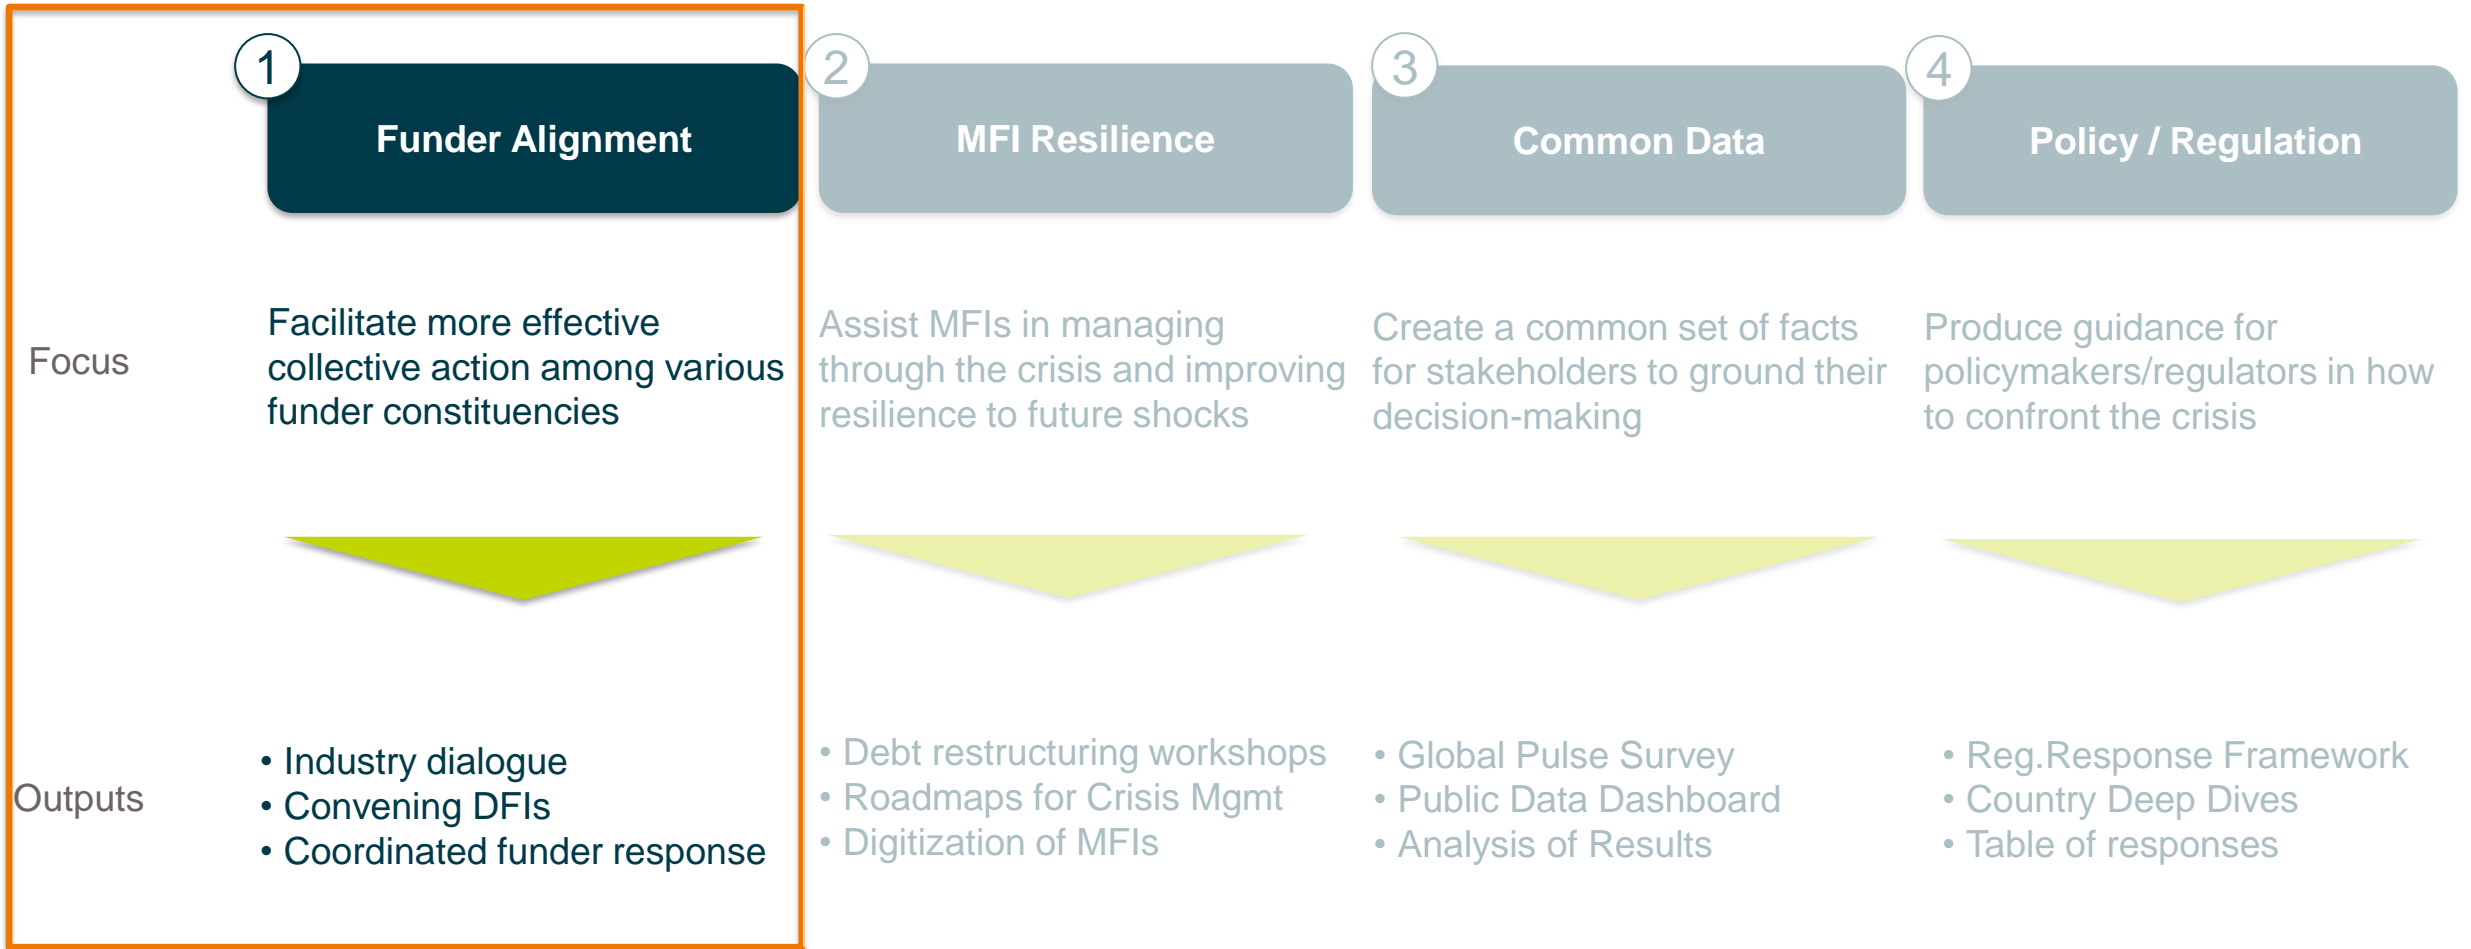 1
Funder Alignment
2
MFI Resilience
3
Common Data
4
Policy / Regulation
Focus
Facilitate more effective
collective action among various
funder constituencies
Assist MFIs in managing
through the crisis and improving
resilience to future shocks
Create a common set of facts
for stakeholders to ground their
decision-making
Produce guidance for
policymakers/regulators in how
to confront the crisis
Outputs
• Industry dialogue
• Convening DFIs
• Coordinated funder response
• Debt restructuring workshops
• Roadmaps for Crisis Mgmt
• Digitization of MFIs
• Global Pulse Survey
• Public Data Dashboard
• Analysis of Results
• Reg.Response Framework
• Country Deep Dives
• Table of responses